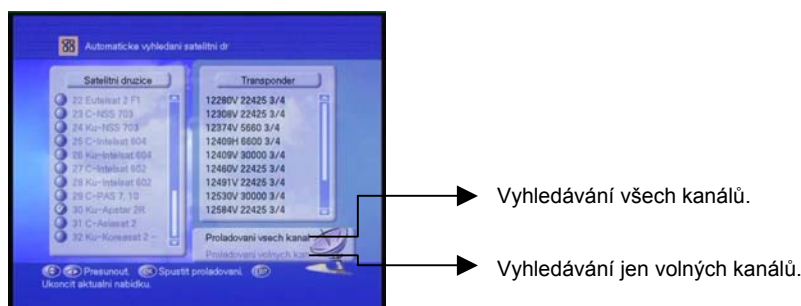 Automaticke vyhledani satelitni dr
Satelitni druzice
Transponder
22 Eutelsat 2 F1
23 C-NSS 703
24 Ku-NSS 703
25 C-Intelsat 604
26 Ku-Intelsat 604
27 C-Intelsat 602
28 Ku-Intelsat 602
29 C-PAS 7, 10
30 Ku-Apstar 2R
31 C-Asiasat 2
32 Ku-Koreasat 2 -
12280V 22425 3/4
12308V 22425 3/4
12374V 5660 3/4
12409H 6600 3/4
12409V 30000 3/4
12460V 22425 3/4
12491V 22425 3/4
12530V 30000 3/4
12584V 22425 3/4
Proladovani vsech kanal
Proladovani volnych kan
Presunout. OK Spustit proladovani. EXIT
Ukoncit aktualni nabidku.
Vyhledávání všech kanálů.
Vyhledávání jen volných kanálů.